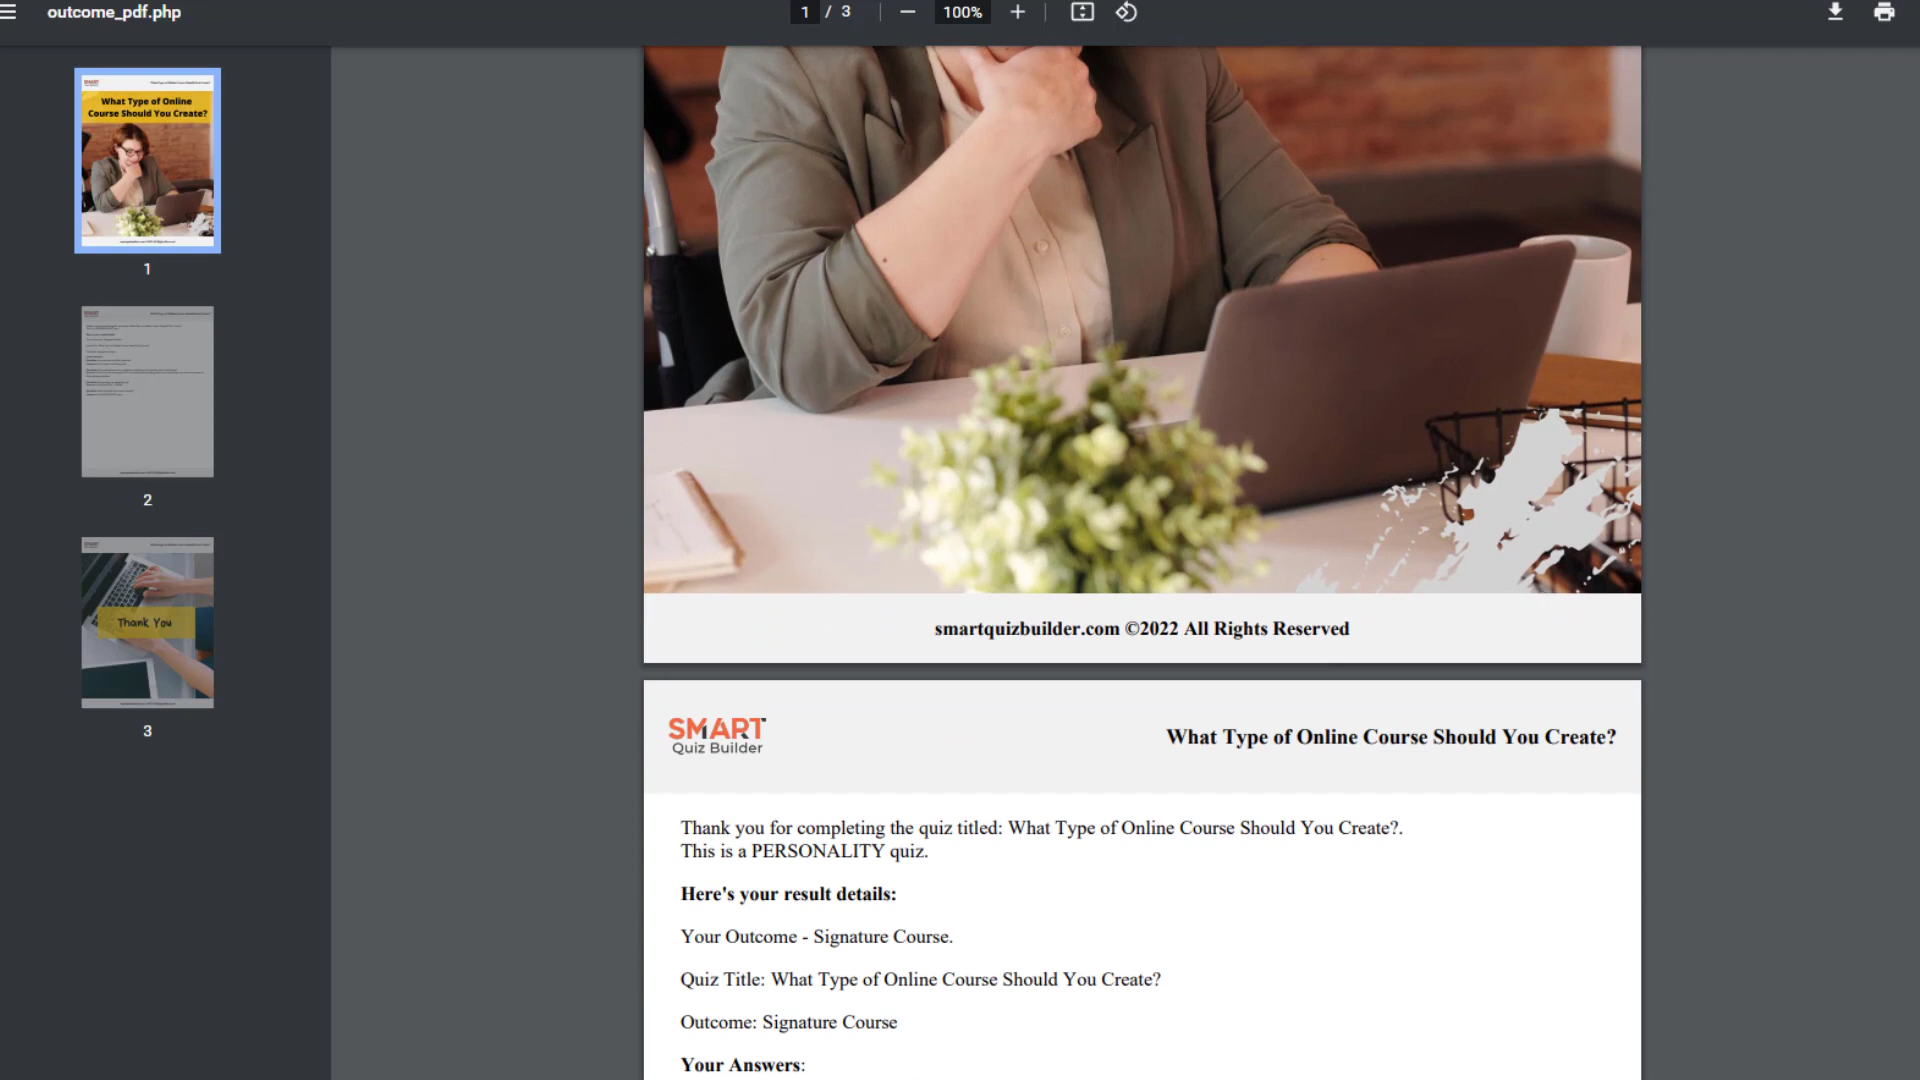 outcome_pdf.php
1 / 3
100%
What Type of Online
Course Should You Create?
1
2
Thank You
3
smartquizbuilder.com ©2022 All Rights Reserved
SMART
Quiz Builder
What Type of Online Course Should You Create?
Thank you for completing the quiz titled: What Type of Online Course Should You Create?.
This is a PERSONALITY quiz.
Here's your result details:
Your Outcome - Signature Course.
Quiz Title: What Type of Online Course Should You Create?
Outcome: Signature Course
Your Answers: